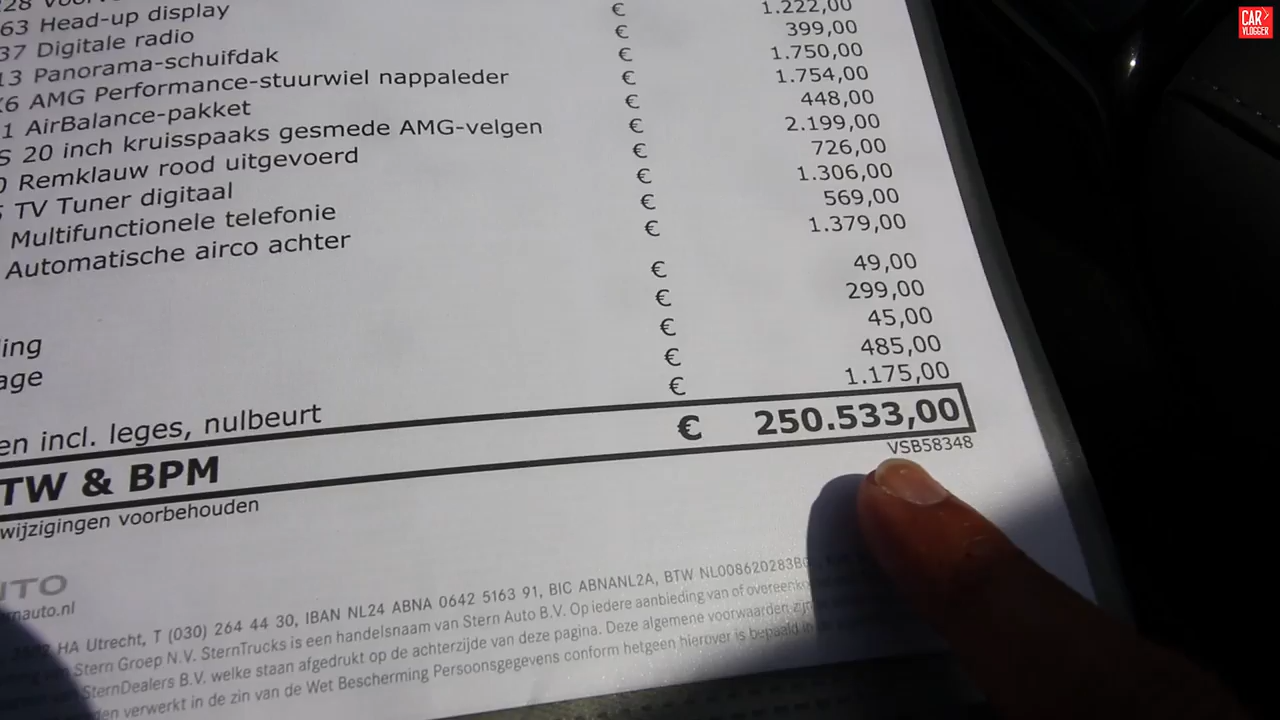 CAR VLOGGER
63 Head-up display € 1.222,00
37 Digitale radio € 399,00
13 Panorama-schuifdak € 1.750,00
6 AMG Performance-stuurwiel nappaleder € 1.754,00
1 AirBalance-pakket € 448,00
S 20 inch kruisspaaks gesmede AMG-velgen € 2.199,00
0 Remklauw rood uitgevoerd € 726,00
TV Tuner digitaal € 1.306,00
Multifunctionele telefonie € 569,00
Automatische airco achter € 1.379,00
€ 49,00
€ 299,00
ing € 45,00
age € 485,00
en incl. leges, nulbeurt € 1.175,00
TW & BPM € 250.533,00
VSB58348
wijzigingen voorbehouden
UTO
rnauto.nl
HA Utrecht, T (030) 264 44 30, IBAN NL24 ABNA 0642 5163 91, BIC ABNANL2A, BTW NL008620283B
Stern Groep N.V. SternTrucks is een handelsnaam van Stern Auto B.V. Op iedere aanbieding van of
SternDealers B.V. welke staan afgedrukt op de achterzijde van deze pagina. Deze algemene voorwaarden zijn
den verwerkt in de zin van de Wet Bescherming Persoonsgegevens conform hetgeen hierover is bepaald in